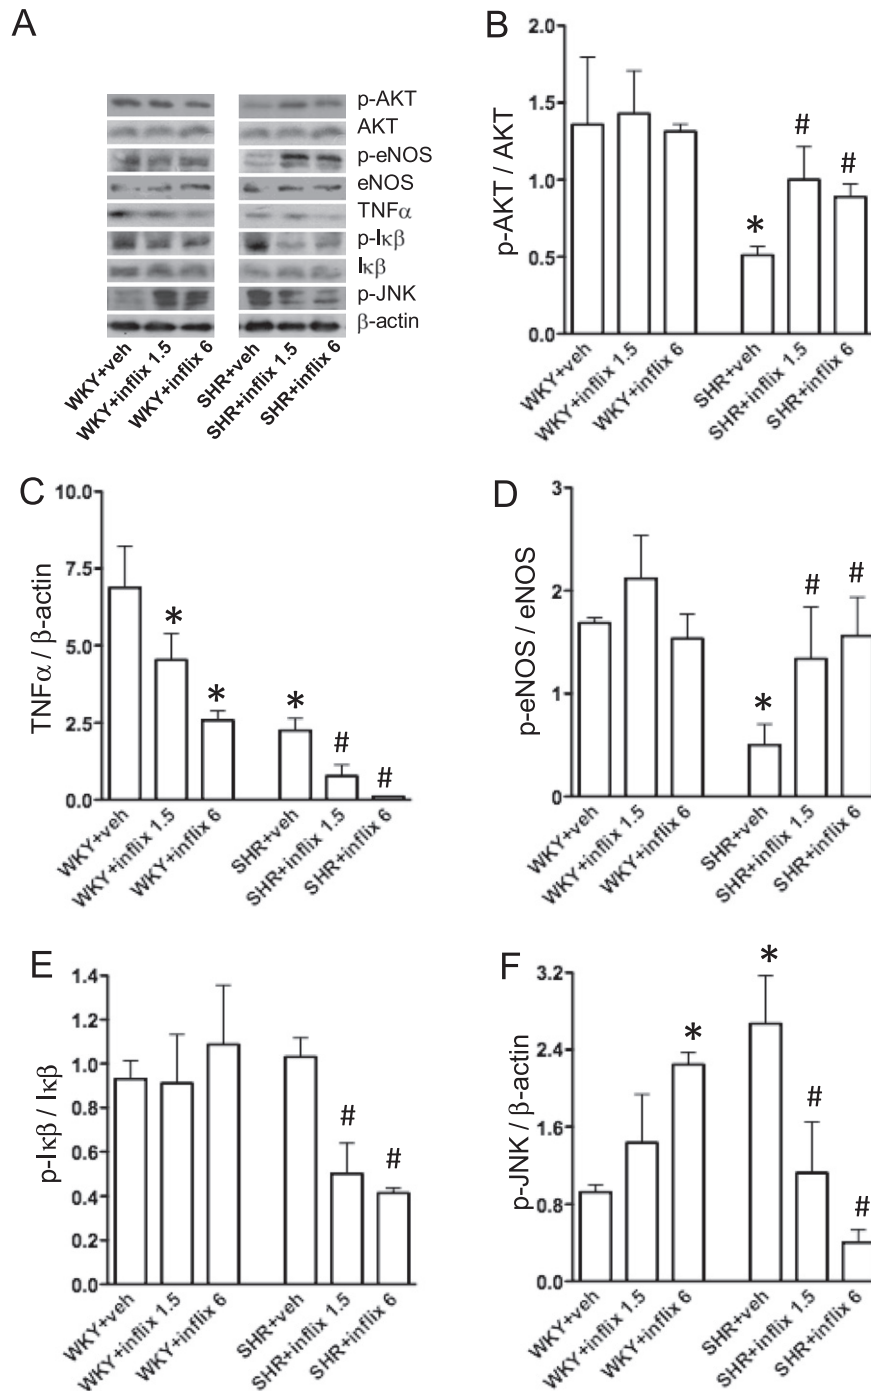 A
p-AKT
AKT
p-eNOS
eNOS
TNFα
p-Iκβ
Iκβ
p-JNK
β-actin
WKY+veh
WKY+inflix 1.5
WKY+inflix 6
SHR+veh
SHR+inflix 1.5
SHR+inflix 6
B
p-AKT / AKT
2.0
1.5
1.0
0.5
0.0
*
#
#
WKY+veh
WKY+inflix 1.5
WKY+inflix 6
SHR+veh
SHR+inflix 1.5
SHR+inflix 6
C
TNFα / β-actin
10.0
7.5
5.0
2.5
0.0
*
*
*
#
#
WKY+veh
WKY+inflix 1.5
WKY+inflix 6
SHR+veh
SHR+inflix 1.5
SHR+inflix 6
D
p-eNOS / eNOS
3
2
1
0
*
#
#
WKY+veh
WKY+inflix 1.5
WKY+inflix 6
SHR+veh
SHR+inflix 1.5
SHR+inflix 6
E
p-Iκβ / Iκβ
1.4
1.2
1.0
0.8
0.6
0.4
0.2
0.0
#
#
WKY+veh
WKY+inflix 1.5
WKY+inflix 6
SHR+veh
SHR+inflix 1.5
SHR+inflix 6
F
p-JNK / β-actin
3.2
2.4
1.6
0.8
0.0
*
*
#
#
WKY+veh
WKY+inflix 1.5
WKY+inflix 6
SHR+veh
SHR+inflix 1.5
SHR+inflix 6